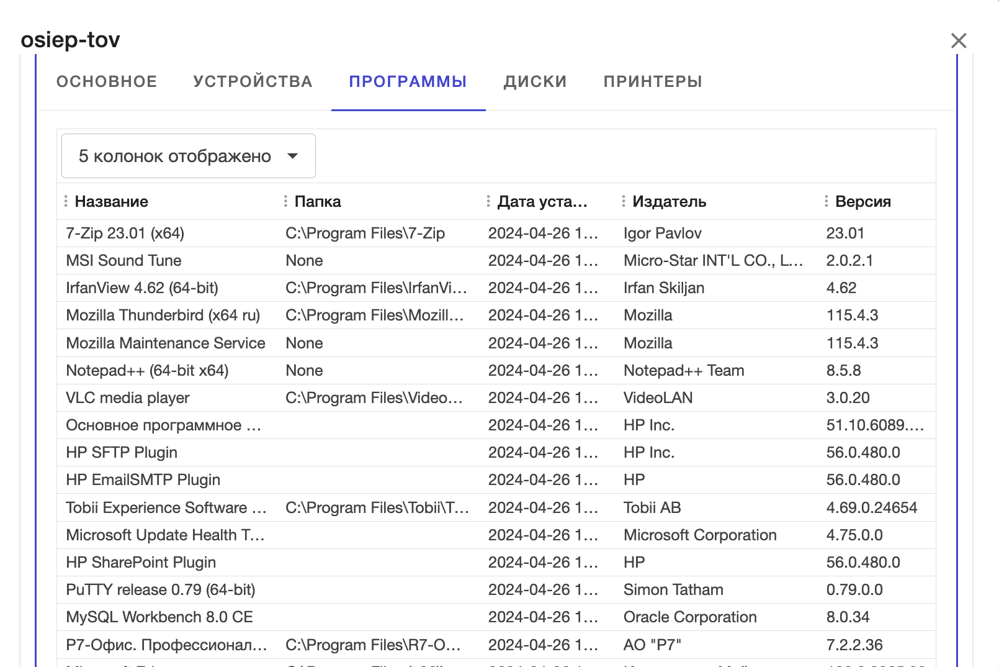 osiep-tov
ОСНОВНОЕ УСТРОЙСТВА ПРОГРАММЫ ДИСКИ ПРИНТЕРЫ
5 колонок отображено
Название Папка Дата уста... Издатель Версия
7-Zip 23.01 (x64) C:\Program Files\7-Zip 2024-04-26 1... Igor Pavlov 23.01
MSI Sound Tune None 2024-04-26 1... Micro-Star INT'L CO., L... 2.0.2.1
IrfanView 4.62 (64-bit) C:\Program Files\IrfanVi... 2024-04-26 1... Irfan Skiljan 4.62
Mozilla Thunderbird (x64 ru) C:\Program Files\Mozill... 2024-04-26 1... Mozilla 115.4.3
Mozilla Maintenance Service None 2024-04-26 1... Mozilla 115.4.3
Notepad++ (64-bit x64) None 2024-04-26 1... Notepad++ Team 8.5.8
VLC media player C:\Program Files\Video... 2024-04-26 1... VideoLAN 3.0.20
Основное программное ... 2024-04-26 1... HP Inc. 51.10.6089....
HP SFTP Plugin 2024-04-26 1... HP Inc. 56.0.480.0
HP EmailSMTP Plugin 2024-04-26 1... HP 56.0.480.0
Tobii Experience Software ... C:\Program Files\Tobii\T... 2024-04-26 1... Tobii AB 4.69.0.24654
Microsoft Update Health T... 2024-04-26 1... Microsoft Corporation 4.75.0.0
HP SharePoint Plugin 2024-04-26 1... HP 56.0.480.0
PuTTY release 0.79 (64-bit) 2024-04-26 1... Simon Tatham 0.79.0.0
MySQL Workbench 8.0 CE 2024-04-26 1... Oracle Corporation 8.0.34
Р7-Офис. Профессионал... C:\Program Files\R7-O... 2024-04-26 1... АО "Р7" 7.2.2.36